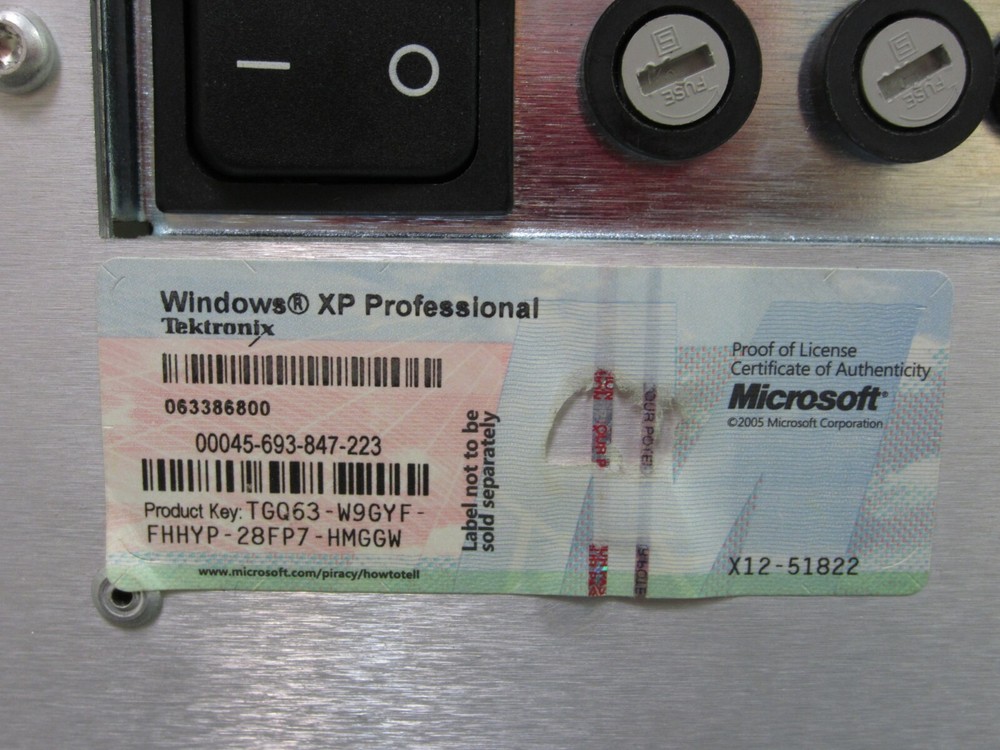 FUSE
FUSE
Windows® XP Professional
Tektronix
063386800
00045-693-847-223
Product Key: TGQ63-W9GYF-
FHHYP-28FP7-HMGGW
www.microsoft.com/piracy/howtotell
Label not to be
sold separately
Proof of License
Certificate of Authenticity
Microsoft®
©2005 Microsoft Corporation
X12-51822